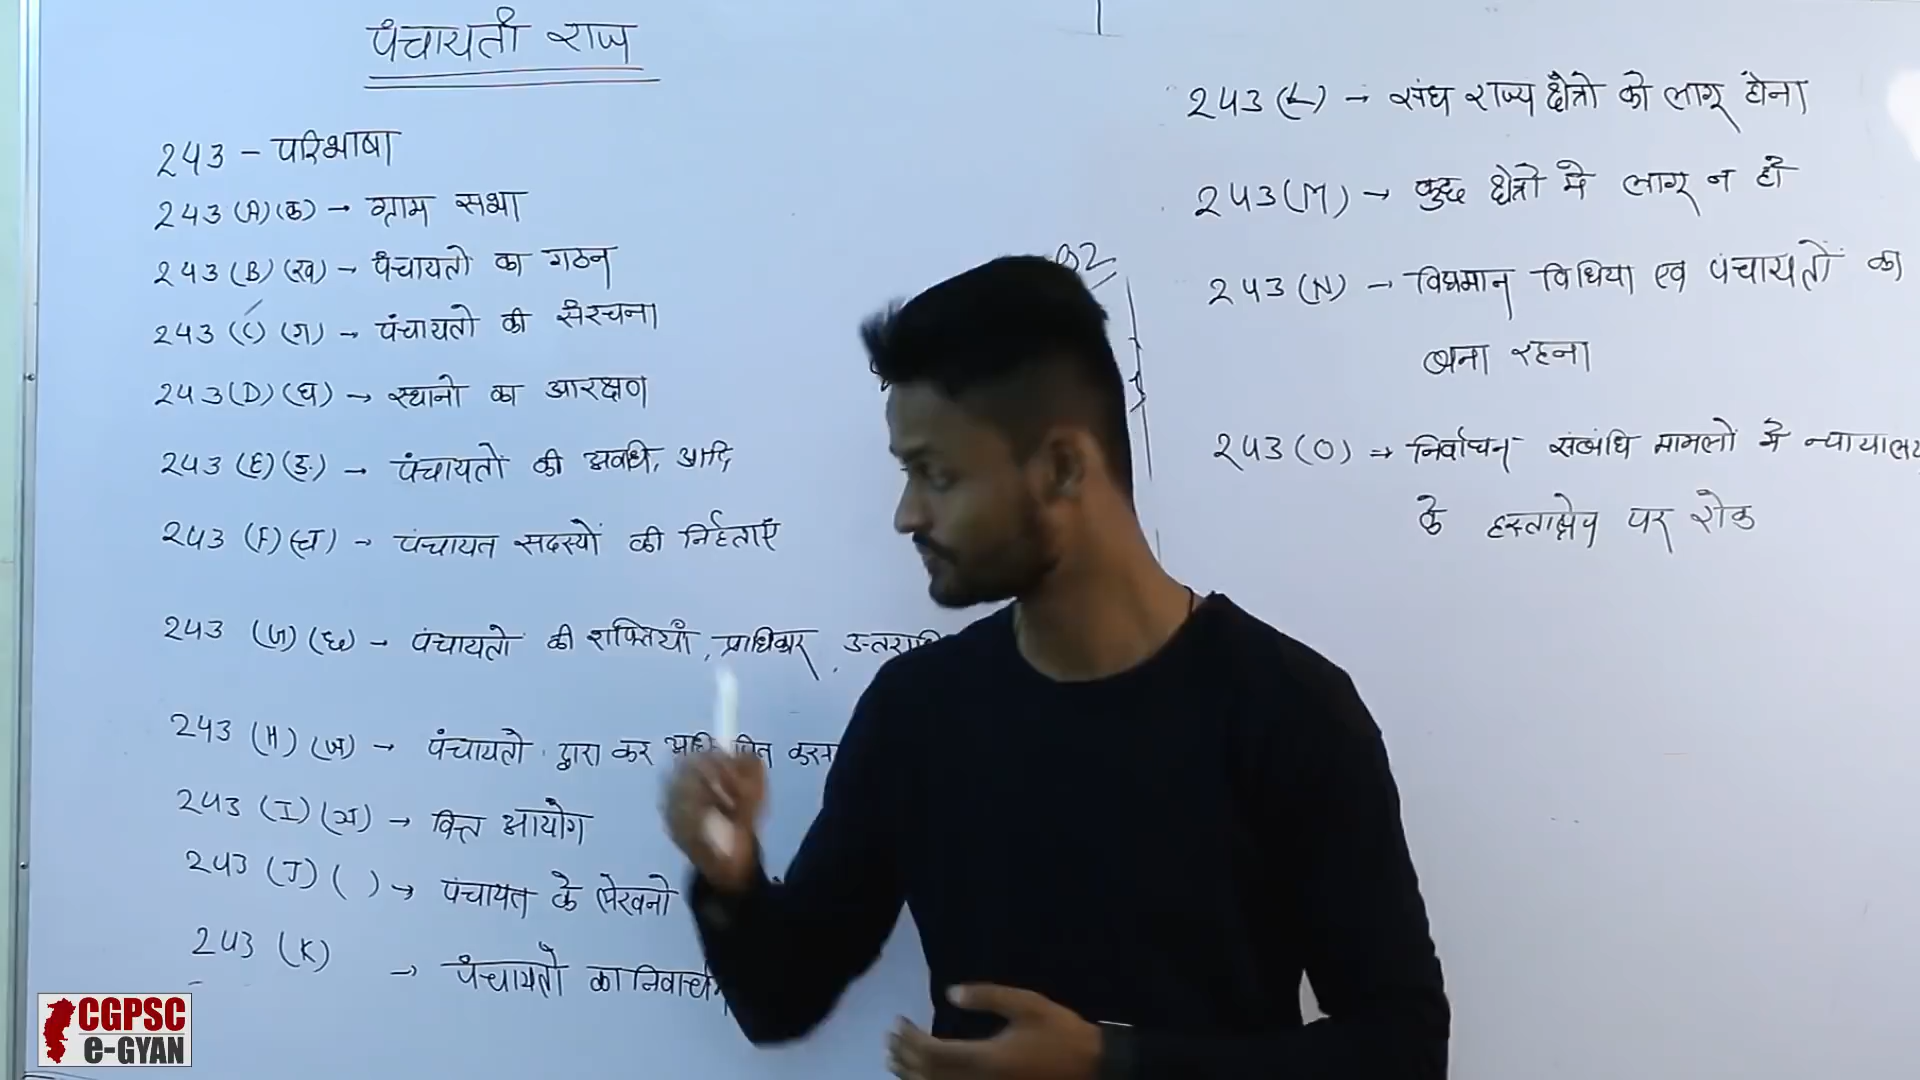 पंचायती राज
243 - परिभाषा
243 (A)(क) → ग्राम सभा
243 (B)(ख) → पंचायतो का गठन
243 (C) (ग) → पंचायतो की संरचना
243 (D) (घ) → स्थानो का आरक्षण
243 (E)(ङ) → पंचायतो की अवधि, आदि
243 (F)(च) → पंचायत सदस्यों की निर्हताएं
243 (G)(छ) → पंचायतो की शक्तियाँ, प्राधिकार,
243 (H) (ज) → पंचायतो द्वारा कर
243 (I) (झ) → वित्त आयोग
243 (J) ( ) → पंचायत के लेखनो
243 (K) → पंचायतो का
243 (L) → संघ राज्य क्षेत्रो को लागू होना
243 (M) → कुछ क्षेत्रो मे लागू न हो
243 (N) → विद्यमान विधिया एव पंचायतों का
बना रहना
243 (O) → निर्वाचन संबंधि मामलो मे न्यायालय
के हस्ताक्षेप पर रोक
CGPSC
e-GYAN